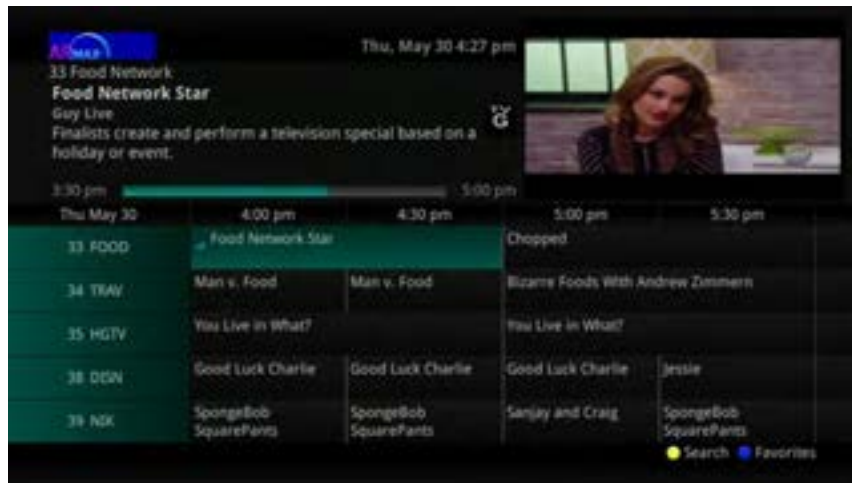 Thu, May 30 4:27 pm
33 Food Network
Food Network Star
Guy Live
Finalists create and perform a television special based on a
holiday or event.
TV
G
3:30 pm 5:00 pm
Thu May 30 4:00 pm 4:30 pm 5:00 pm 5:30 pm
33 FOOD Food Network Star Chopped
34 TRAV Man v. Food Man v. Food Bizarre Foods With Andrew Zimmern
35 HGTV You Live in What? You Live in What?
38 DISN Good Luck Charlie Good Luck Charlie Good Luck Charlie Jessie
39 NIK SpongeBob SquarePants SpongeBob SquarePants Sanjay and Craig SpongeBob SquarePants
Search Favorites